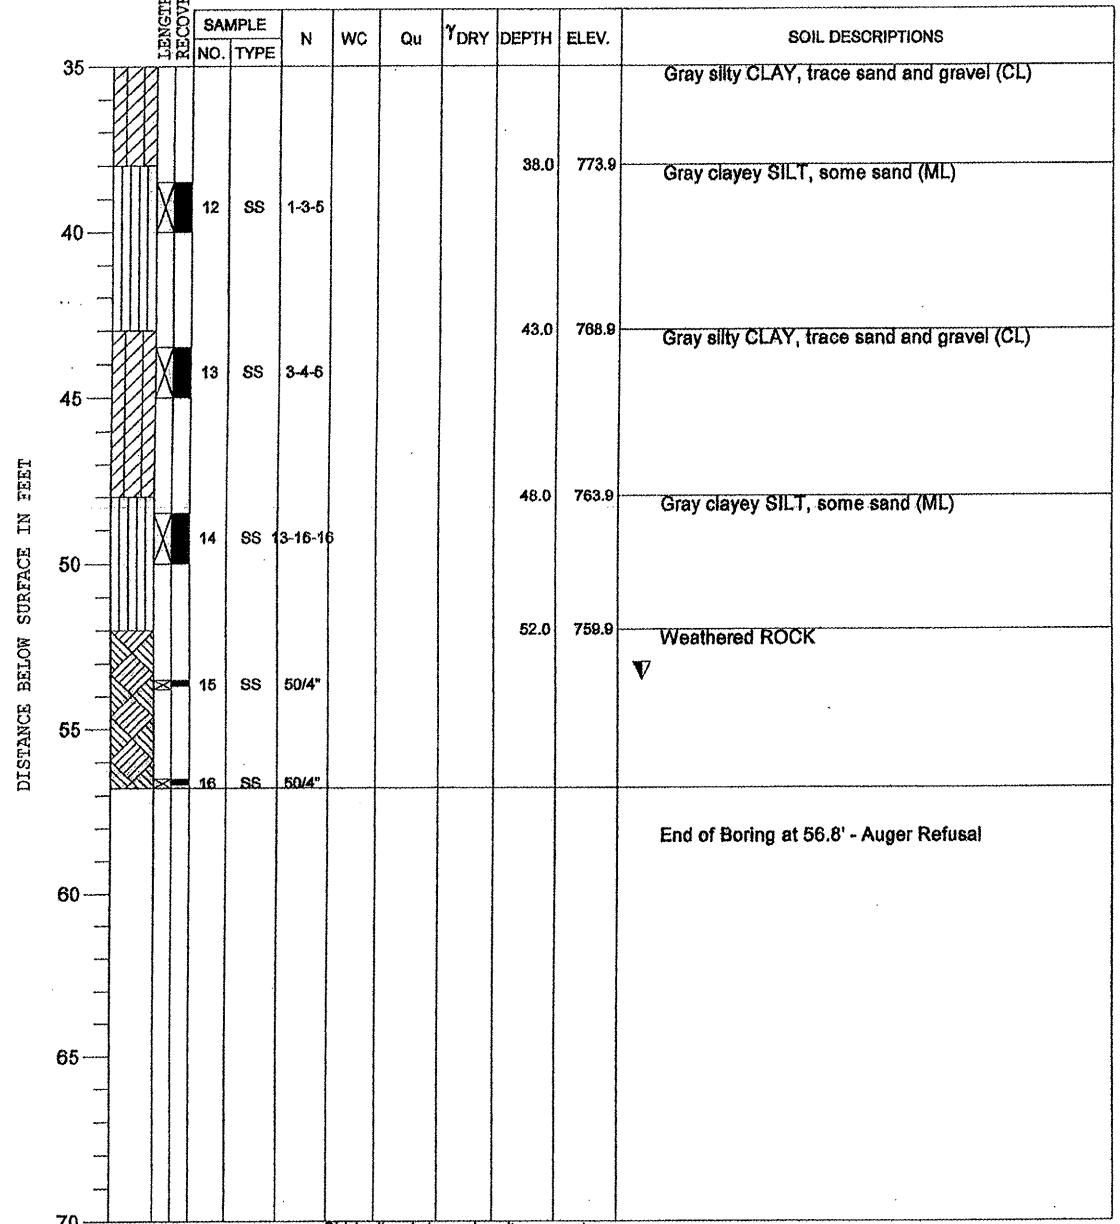 LENGTH
RECOVE
SAMPLE
NO. TYPE N WC Qu γDRY DEPTH ELEV. SOIL DESCRIPTIONS
35 Gray silty CLAY, trace sand and gravel (CL)
38.0 773.9 Gray clayey SILT, some sand (ML)
12 SS 1-3-5
40
43.0 768.9 Gray silty CLAY, trace sand and gravel (CL)
13 SS 3-4-6
45
48.0 763.9 Gray clayey SILT, some sand (ML)
14 SS 13-16-16
50
52.0 759.9 Weathered ROCK
15 SS 50/4"
55
16 SS 50/4"
End of Boring at 56.8' - Auger Refusal
60
65
70
DISTANCE BELOW SURFACE IN FEET